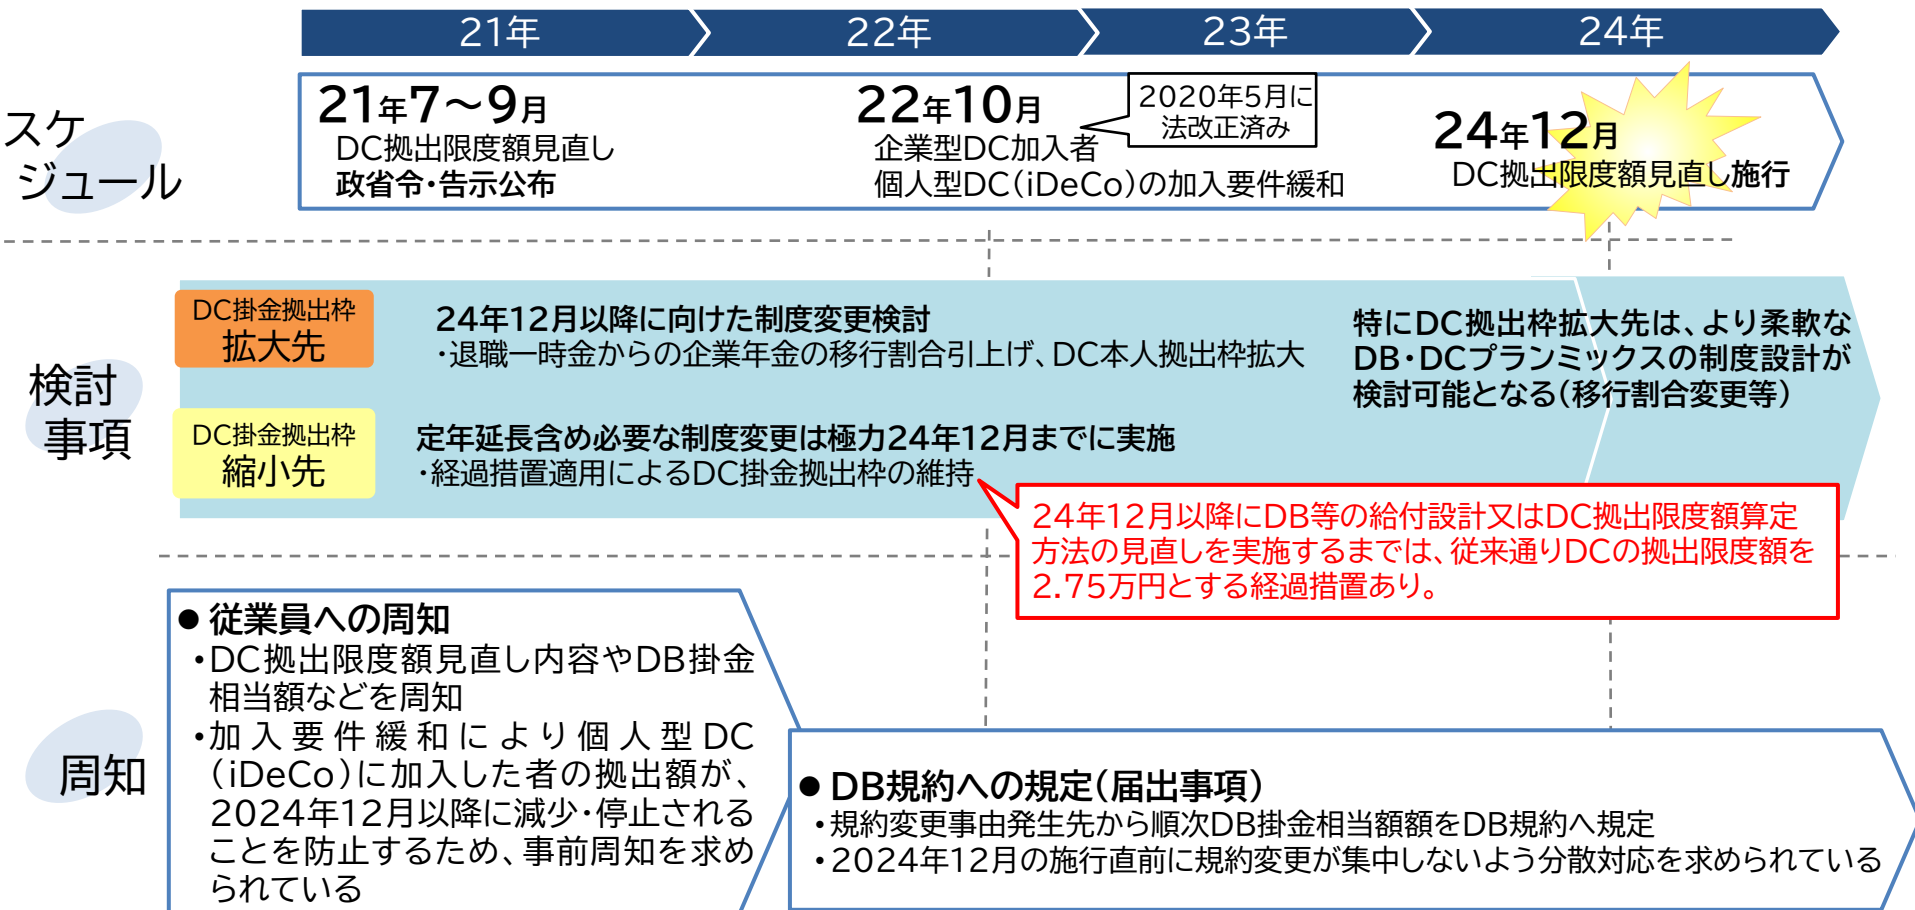 21年
22年
23年
24年
スケ
ジュール
21年7～9月
DC拠出限度額見直し
政省令・告示公布
22年10月
企業型DC加入者
個人型DC(iDeCo)の加入要件緩和
2020年5月に
法改正済み
24年12月
DC拠出限度額見直し施行
検討
事項
DC掛金拠出枠
拡大先
24年12月以降に向けた制度変更検討
・退職一時金からの企業年金の移行割合引上げ、DC本人拠出枠拡大
特にDC拠出枠拡大先は、より柔軟な
DB・DCプランミックスの制度設計が
検討可能となる(移行割合変更等)
DC掛金拠出枠
縮小先
定年延長含め必要な制度変更は極力24年12月までに実施
・経過措置適用によるDC掛金拠出枠の維持
24年12月以降にDB等の給付設計又はDC拠出限度額算定
方法の見直しを実施するまでは、従来通りDCの拠出限度額を
2.75万円とする経過措置あり。
周知
● 従業員への周知
・DC拠出限度額見直し内容やDB掛金
相当額などを周知
・加入要件緩和により個人型DC
(iDeCo)に加入した者の拠出額が、
2024年12月以降に減少・停止される
ことを防止するため、事前周知を求め
られている
● DB規約への規定(届出事項)
・規約変更事由発生先から順次DB掛金相当額額をDB規約へ規定
・2024年12月の施行直前に規約変更が集中しないよう分散対応を求められている